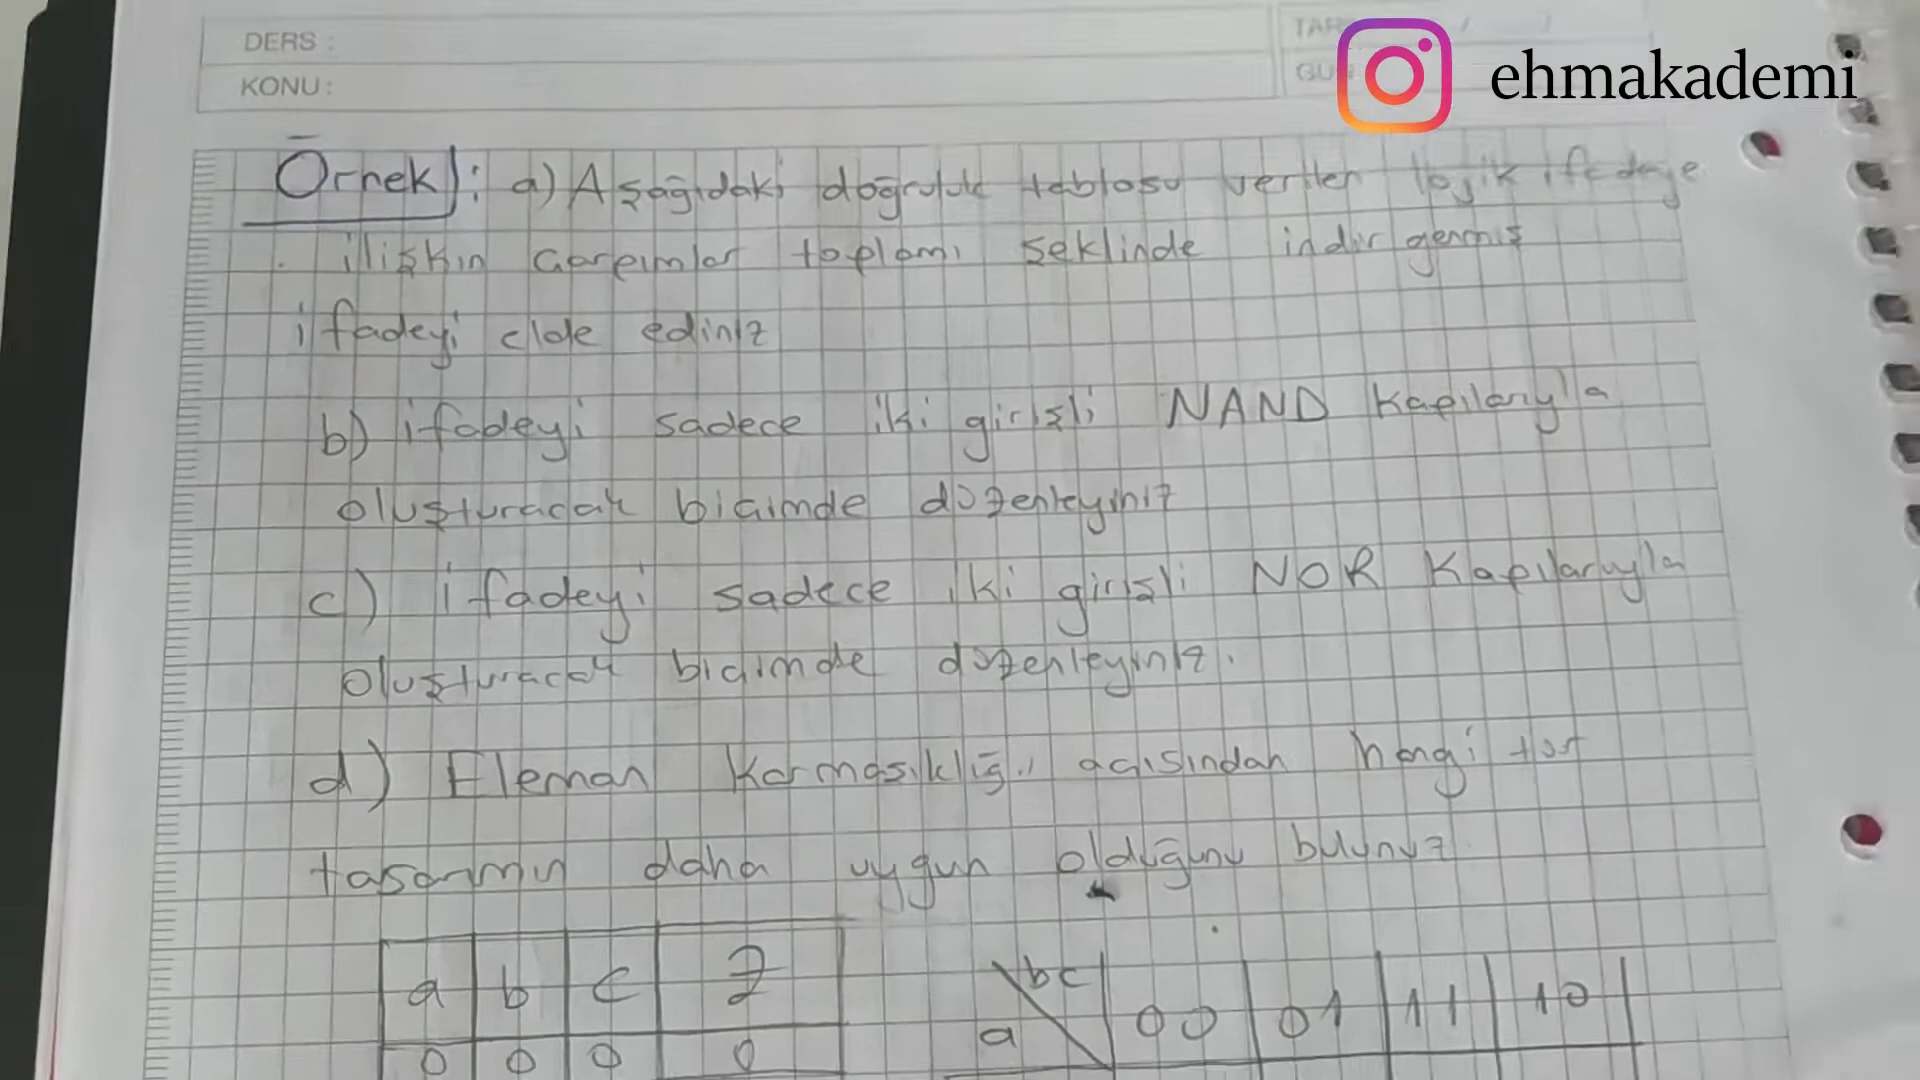 DERS :
KONU :
ehmakademi
Örnek): a) Aşağıdaki doğruluk tablosu verilen lojik ifadeye
ilişkin çarpımlar toplamı şeklinde indirgenmiş
ifadeyi elde ediniz
b) ifadeyi sadece iki girişli NAND kapılarıyla
oluşturacak biçimde düzenleyiniz
c) ifadeyi sadece iki girişli NOR kapılarıyla
oluşturacak biçimde düzenleyiniz.
d) Eleman karmaşıklığı açısından hangi tür
tasarımın daha uygun olduğunu bulunuz.
a b c Z
0 0 0 0
bc
a 00 01 11 10